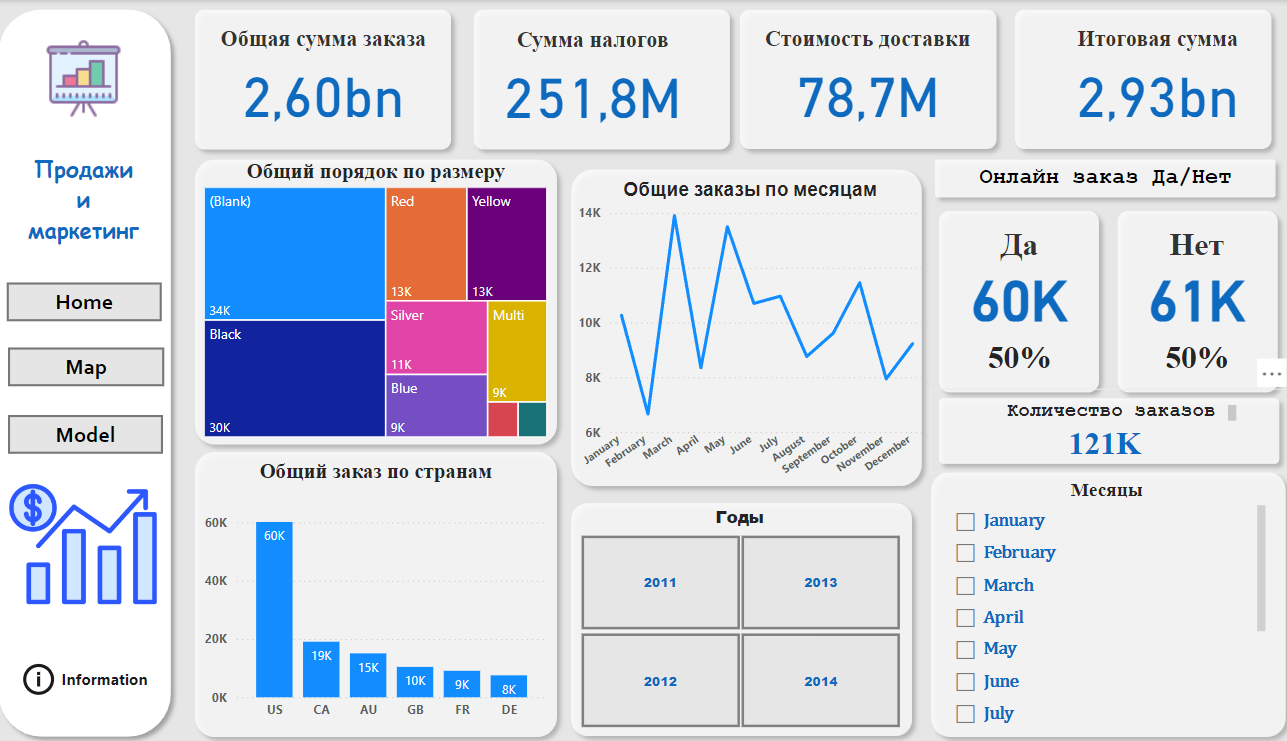 Продажи
и
маркетинг
Home
Map
Model
$
i Information
Общая сумма заказа
2,60bn
Сумма налогов
251,8M
Стоимость доставки
78,7M
Итоговая сумма
2,93bn
Общий порядок по размеру
(Blank)
34K
Black
30K
Red
13K
Yellow
13K
Silver
11K
Multi
9K
Blue
9K
Общие заказы по месяцам
14K
12K
10K
8K
6K
January
February
March
April
May
June
July
August
September
October
November
December
Онлайн заказ Да/Нет
Да
60K
50%
Нет
61K
50%
...
Количество заказов
121K
Общий заказ по странам
60K
40K
20K
0K
60K
19K
15K
10K
9K
8K
US
CA
AU
GB
FR
DE
Годы
2011
2013
2012
2014
Месяцы
January
February
March
April
May
June
July